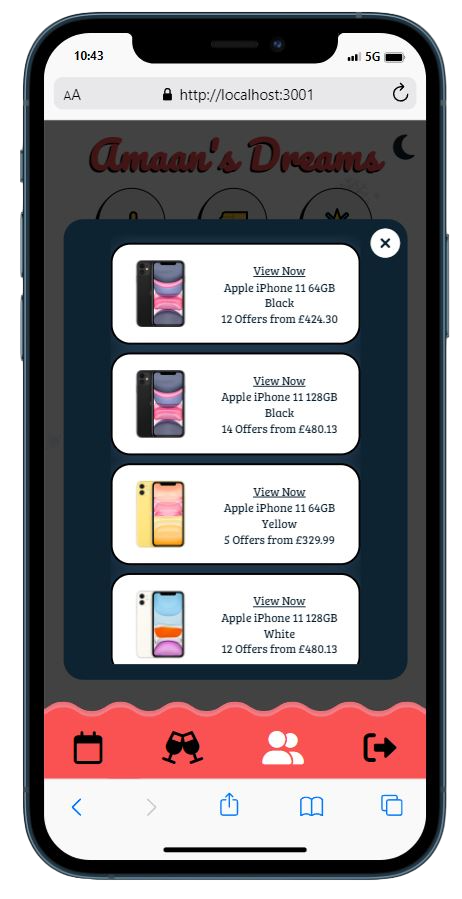 10:43
5G
AA
http://localhost:3001
Amaan's Dreams
View Now
Apple iPhone 11 64GB
Black
12 Offers from £424.30
View Now
Apple iPhone 11 128GB
Black
14 Offers from £480.13
View Now
Apple iPhone 11 64GB
Yellow
5 Offers from £329.99
View Now
Apple iPhone 11 128GB
White
12 Offers from £480.13